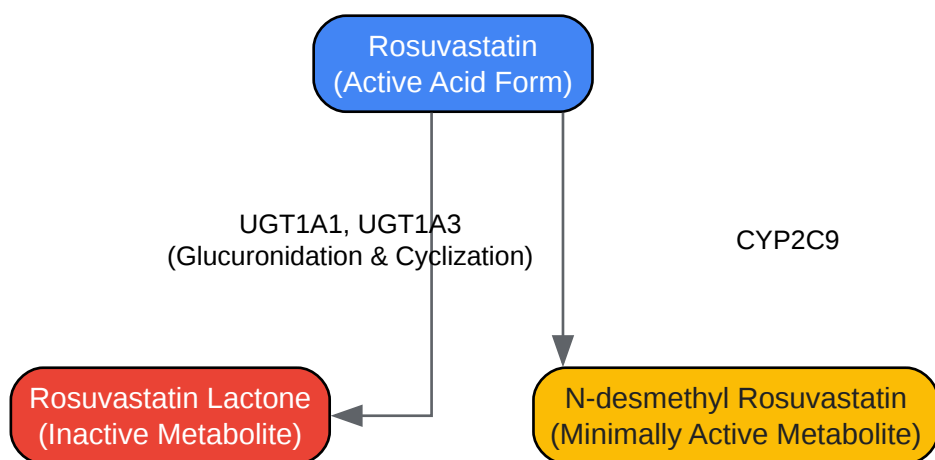 Rosuvastatin
(Active Acid Form)
UGT1A1, UGT1A3
(Glucuronidation & Cyclization)
CYP2C9
Rosuvastatin Lactone
(Inactive Metabolite)
N-desmethyl Rosuvastatin
(Minimally Active Metabolite)